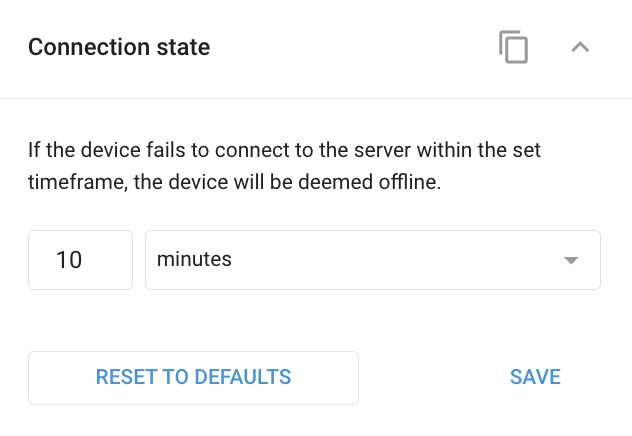 Connection state
If the device fails to connect to the server within the set
timeframe, the device will be deemed offline.
10 minutes
RESET TO DEFAULTS SAVE